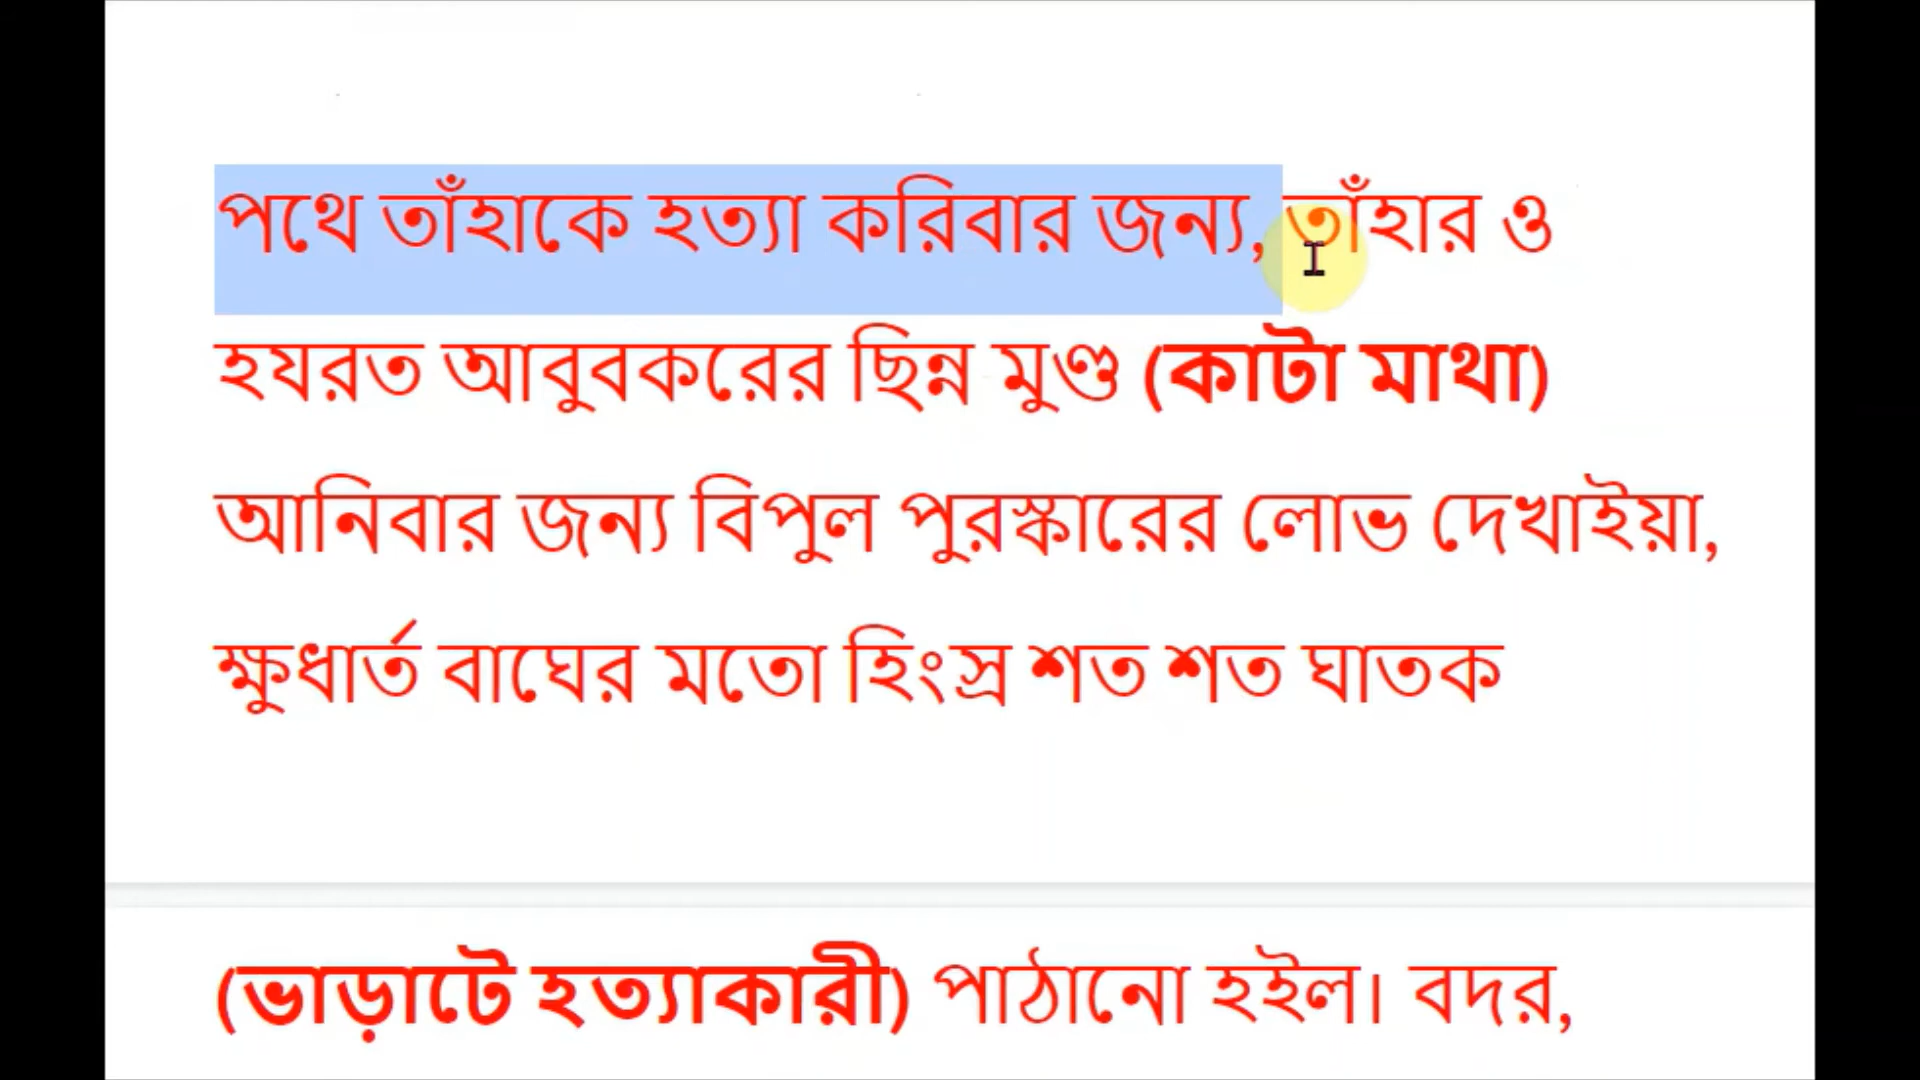 পথে তাঁহাকে হত্যা করিবার জন্য, তাঁহার ও
হযরত আবুবকরের ছিন্ন মুণ্ড (কাটা মাথা)
আনিবার জন্য বিপুল পুরস্কারের লোভ দেখাইয়া,
ক্ষুধার্ত বাঘের মতো হিংস্র শত শত ঘাতক
(ভাড়াটে হত্যাকারী) পাঠানো হইল। বদর,